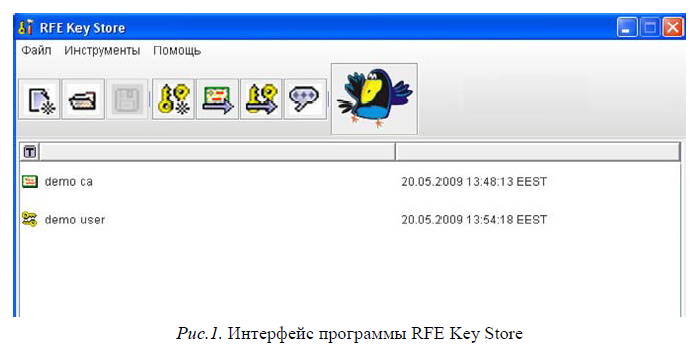 RFE Key Store
Файл Инструменты Помощь
T
demo ca 20.05.2009 13:48:13 EEST
demo user 20.05.2009 13:54:18 EEST
Рис.1. Интерфейс программы RFE Key Store